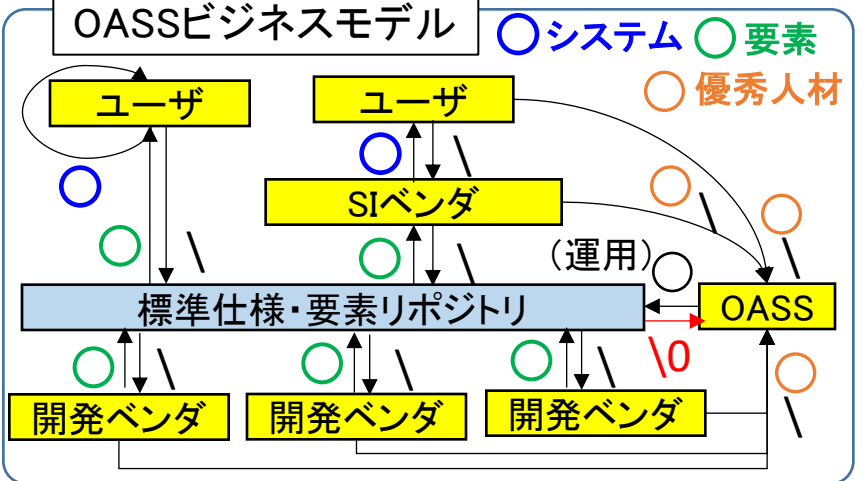 OASSビジネスモデル
システム
要素
優秀人材
ユーザ
ユーザ
\
SIベンダ
\
\
\
(運用)
\
標準仕様・要素リポジトリ
OASS
\0
\
\
\
\
開発ベンダ
開発ベンダ
開発ベンダ